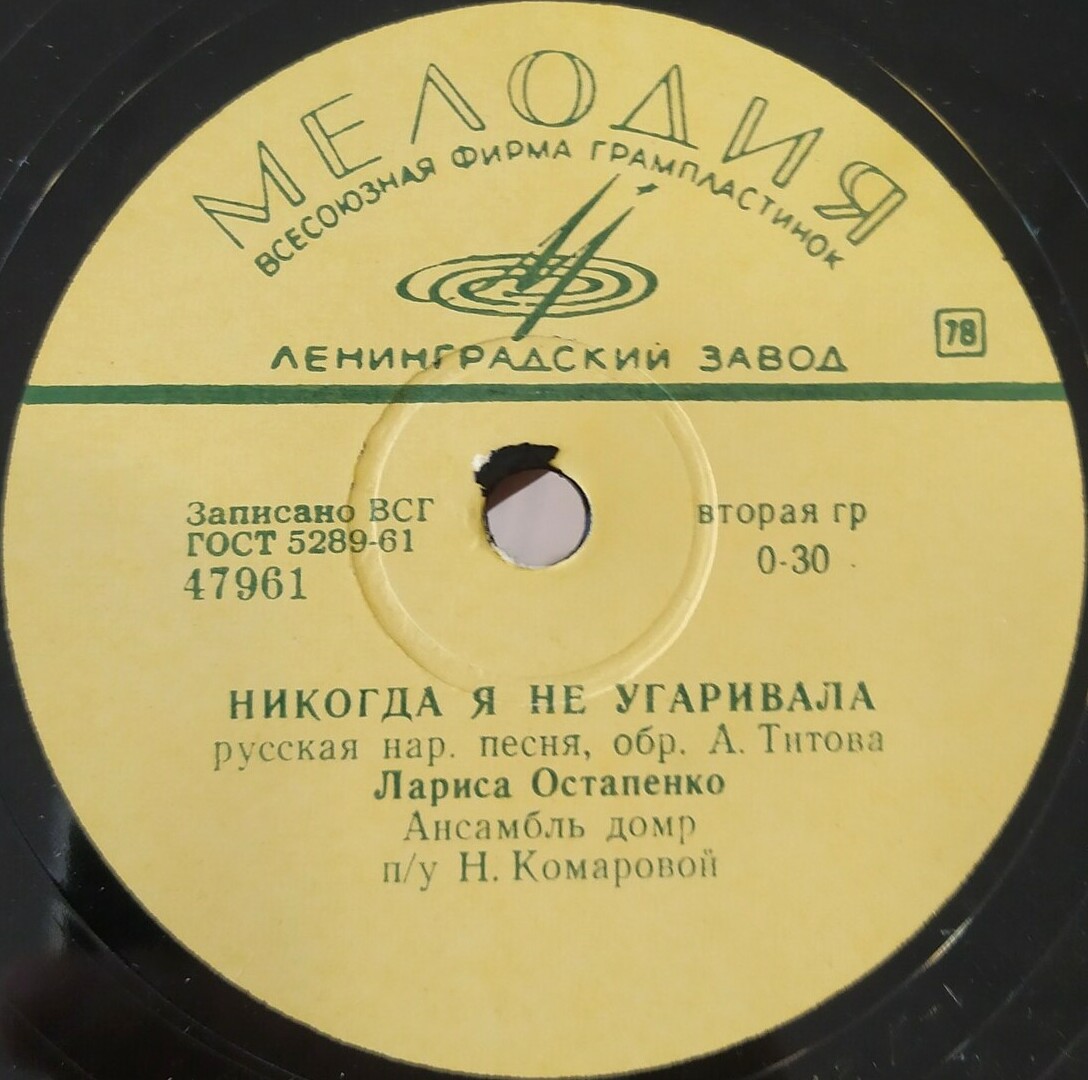 МЕЛОДИЯ
ВСЕСОЮЗНАЯ ФИРМА ГРАМПЛАСТИНОК
ЛЕНИНГРАДСКИЙ ЗАВОД
78
Записано ВСГ
ГОСТ 5289-61
47961
вторая гр
0-30
НИКОГДА Я НЕ УГАРИВАЛА
русская нар. песня, обр. А. Титова
Лариса Остапенко
Ансамбль домр
п/у Н. Комаровой